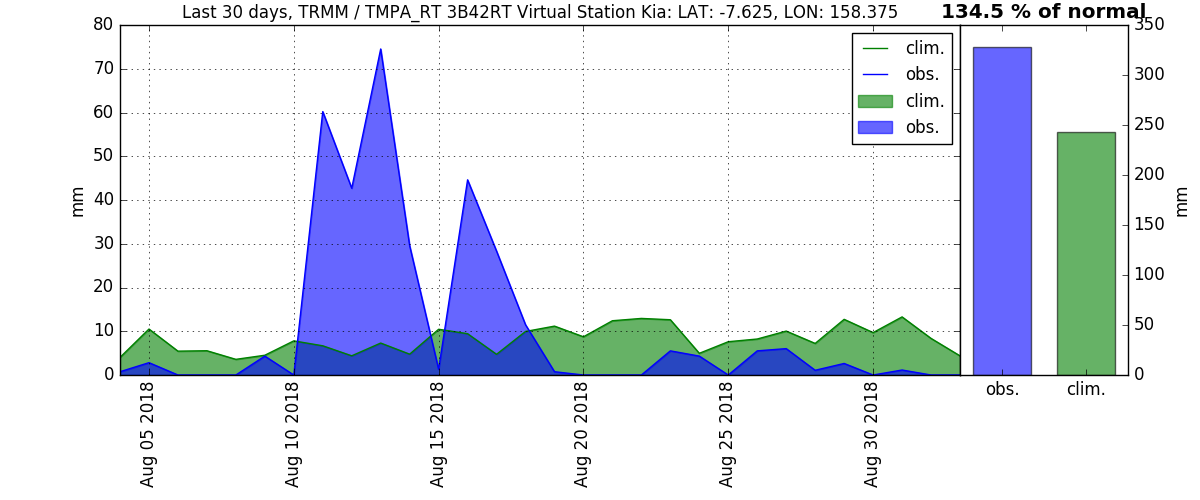 Last 30 days, TRMM / TMPA_RT 3B42RT Virtual Station Kia: LAT: -7.625, LON: 158.375
134.5 % of normal
80
70
60
50
40
30
20
10
0
mm
clim.
obs.
clim.
obs.
Aug 05 2018
Aug 10 2018
Aug 15 2018
Aug 20 2018
Aug 25 2018
Aug 30 2018
350
300
250
200
150
100
50
0
mm
obs.
clim.